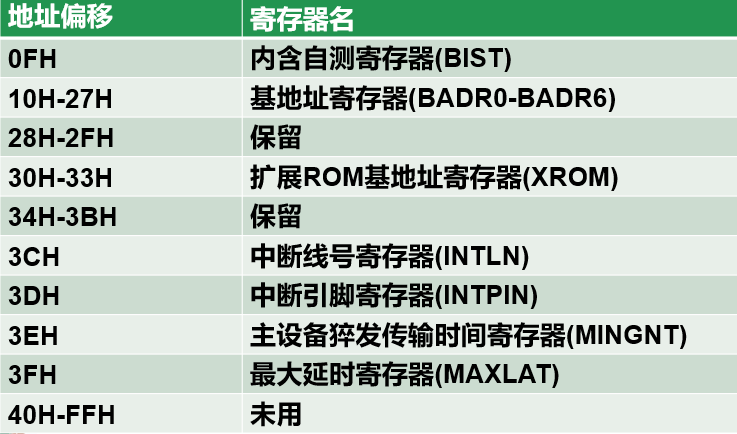 地址偏移 寄存器名
0FH 内含自测寄存器(BIST)
10H-27H 基地址寄存器(BADR0-BADR6)
28H-2FH 保留
30H-33H 扩展ROM基地址寄存器(XROM)
34H-3BH 保留
3CH 中断线号寄存器(INTLN)
3DH 中断引脚寄存器(INTPIN)
3EH 主设备猝发传输时间寄存器(MINGNT)
3FH 最大延时寄存器(MAXLAT)
40H-FFH 未用